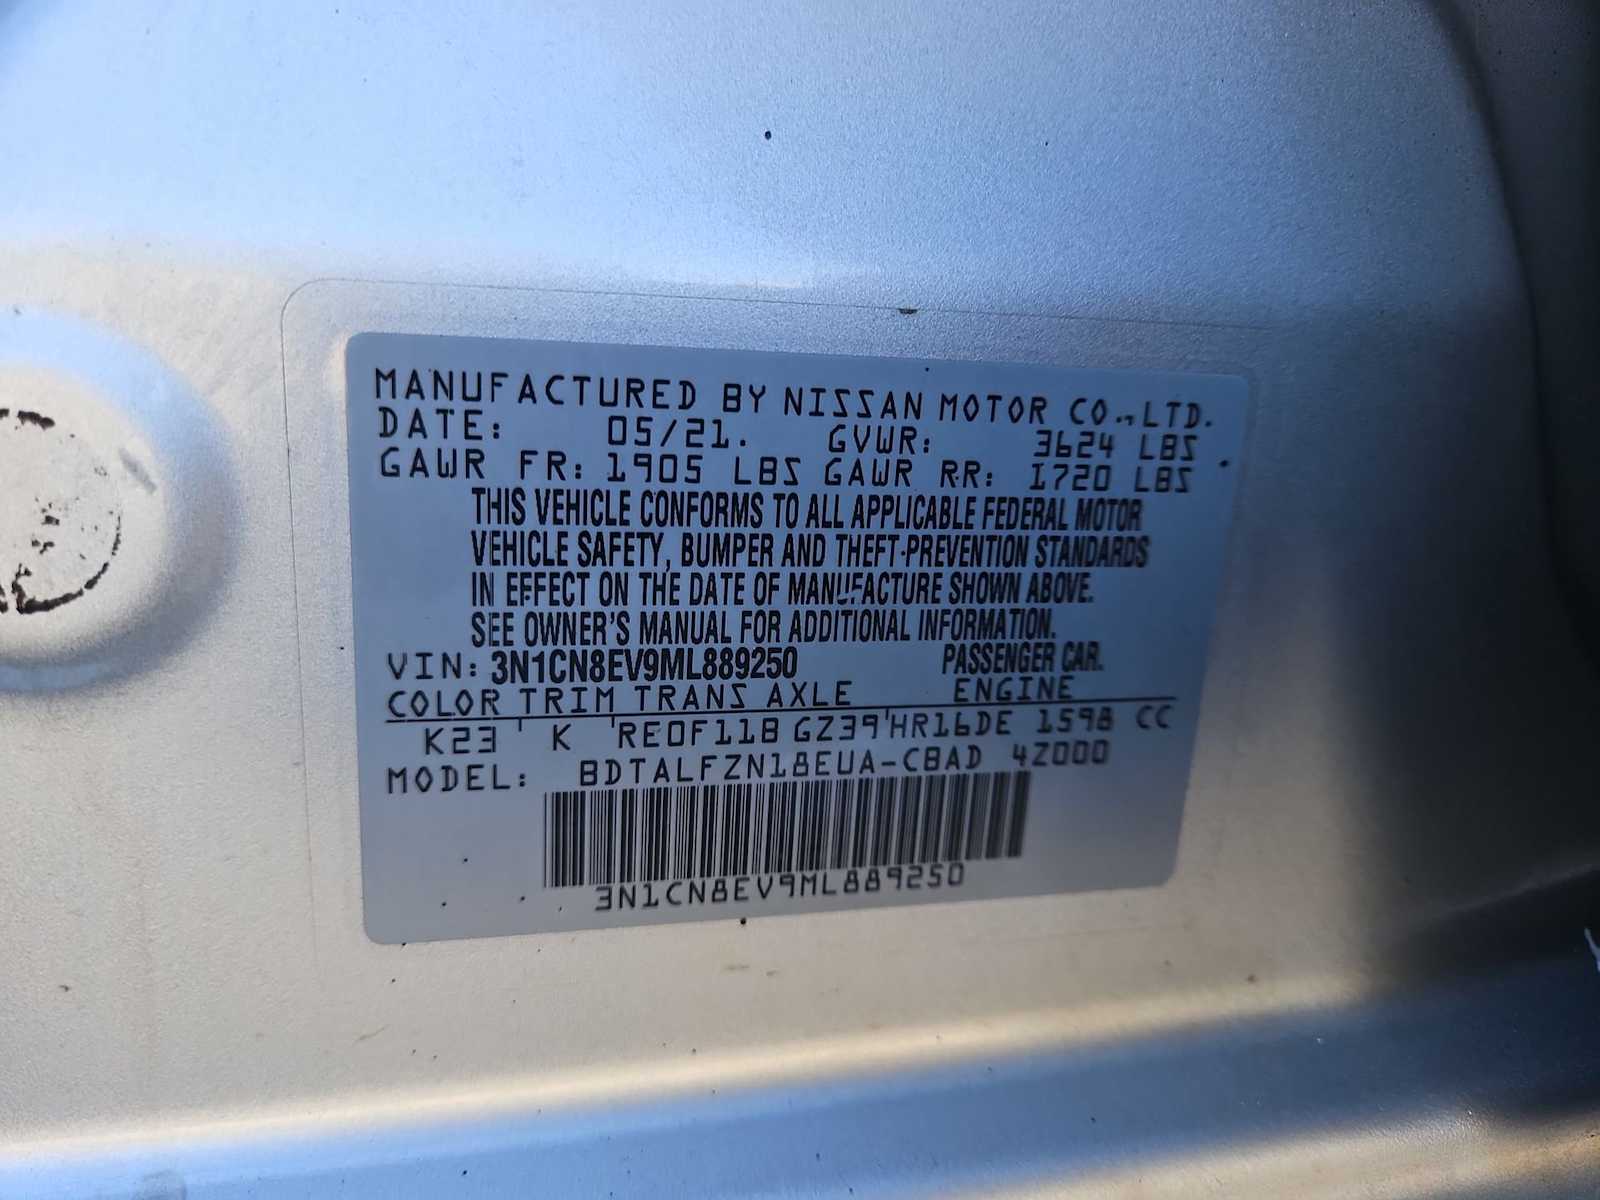 MANUFACTURED BY NISSAN MOTOR CO., LTD.
DATE: 05/21. GVWR: 3624 LBS
GAWR FR: 1905 LBS GAWR RR: 1720 LBS
THIS VEHICLE CONFORMS TO ALL APPLICABLE FEDERAL MOTOR
VEHICLE SAFETY, BUMPER AND THEFT-PREVENTION STANDARDS
IN EFFECT ON THE DATE OF MANUFACTURE SHOWN ABOVE.
SEE OWNER'S MANUAL FOR ADDITIONAL INFORMATION.
VIN: 3N1CN8EV9ML889250 PASSENGER CAR.
COLOR TRIM TRANS AXLE ENGINE
K23 ' K ' RE0F11B GZ39 ' HR16DE 1598 CC
MODEL: BDTALFZN18EUA-CBAD 4Z000
3N1CN8EV9ML889250